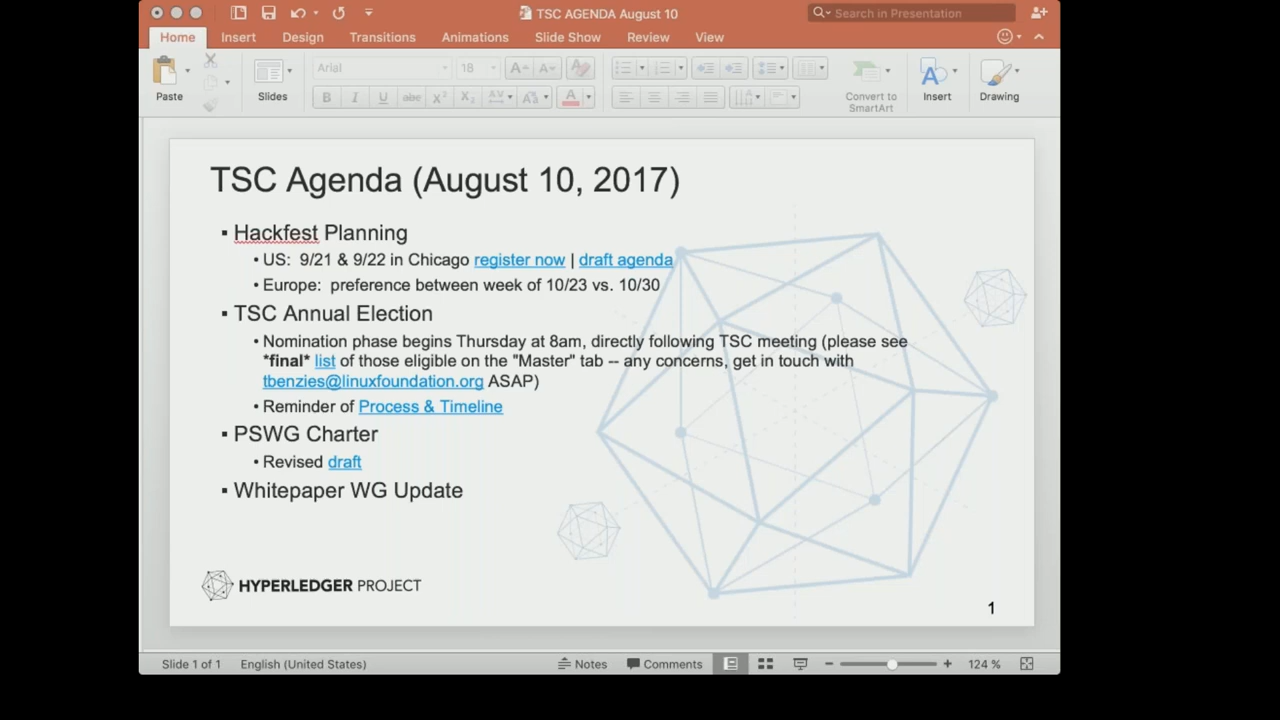 TSC AGENDA August 10
Search in Presentation
Home Insert Design Transitions Animations Slide Show Review View
Arial 18
Paste Slides Convert to SmartArt Insert Drawing
TSC Agenda (August 10, 2017)
▪ Hackfest Planning
• US:  9/21 & 9/22 in Chicago register now | draft agenda
• Europe:  preference between week of 10/23 vs. 10/30
▪ TSC Annual Election
• Nomination phase begins Thursday at 8am, directly following TSC meeting (please see
*final* list of those eligible on the "Master" tab -- any concerns, get in touch with
tbenzies@linuxfoundation.org ASAP)
• Reminder of Process & Timeline
▪ PSWG Charter
• Revised draft
▪ Whitepaper WG Update
HYPERLEDGER PROJECT
1
Slide 1 of 1 English (United States) Notes Comments 124 %